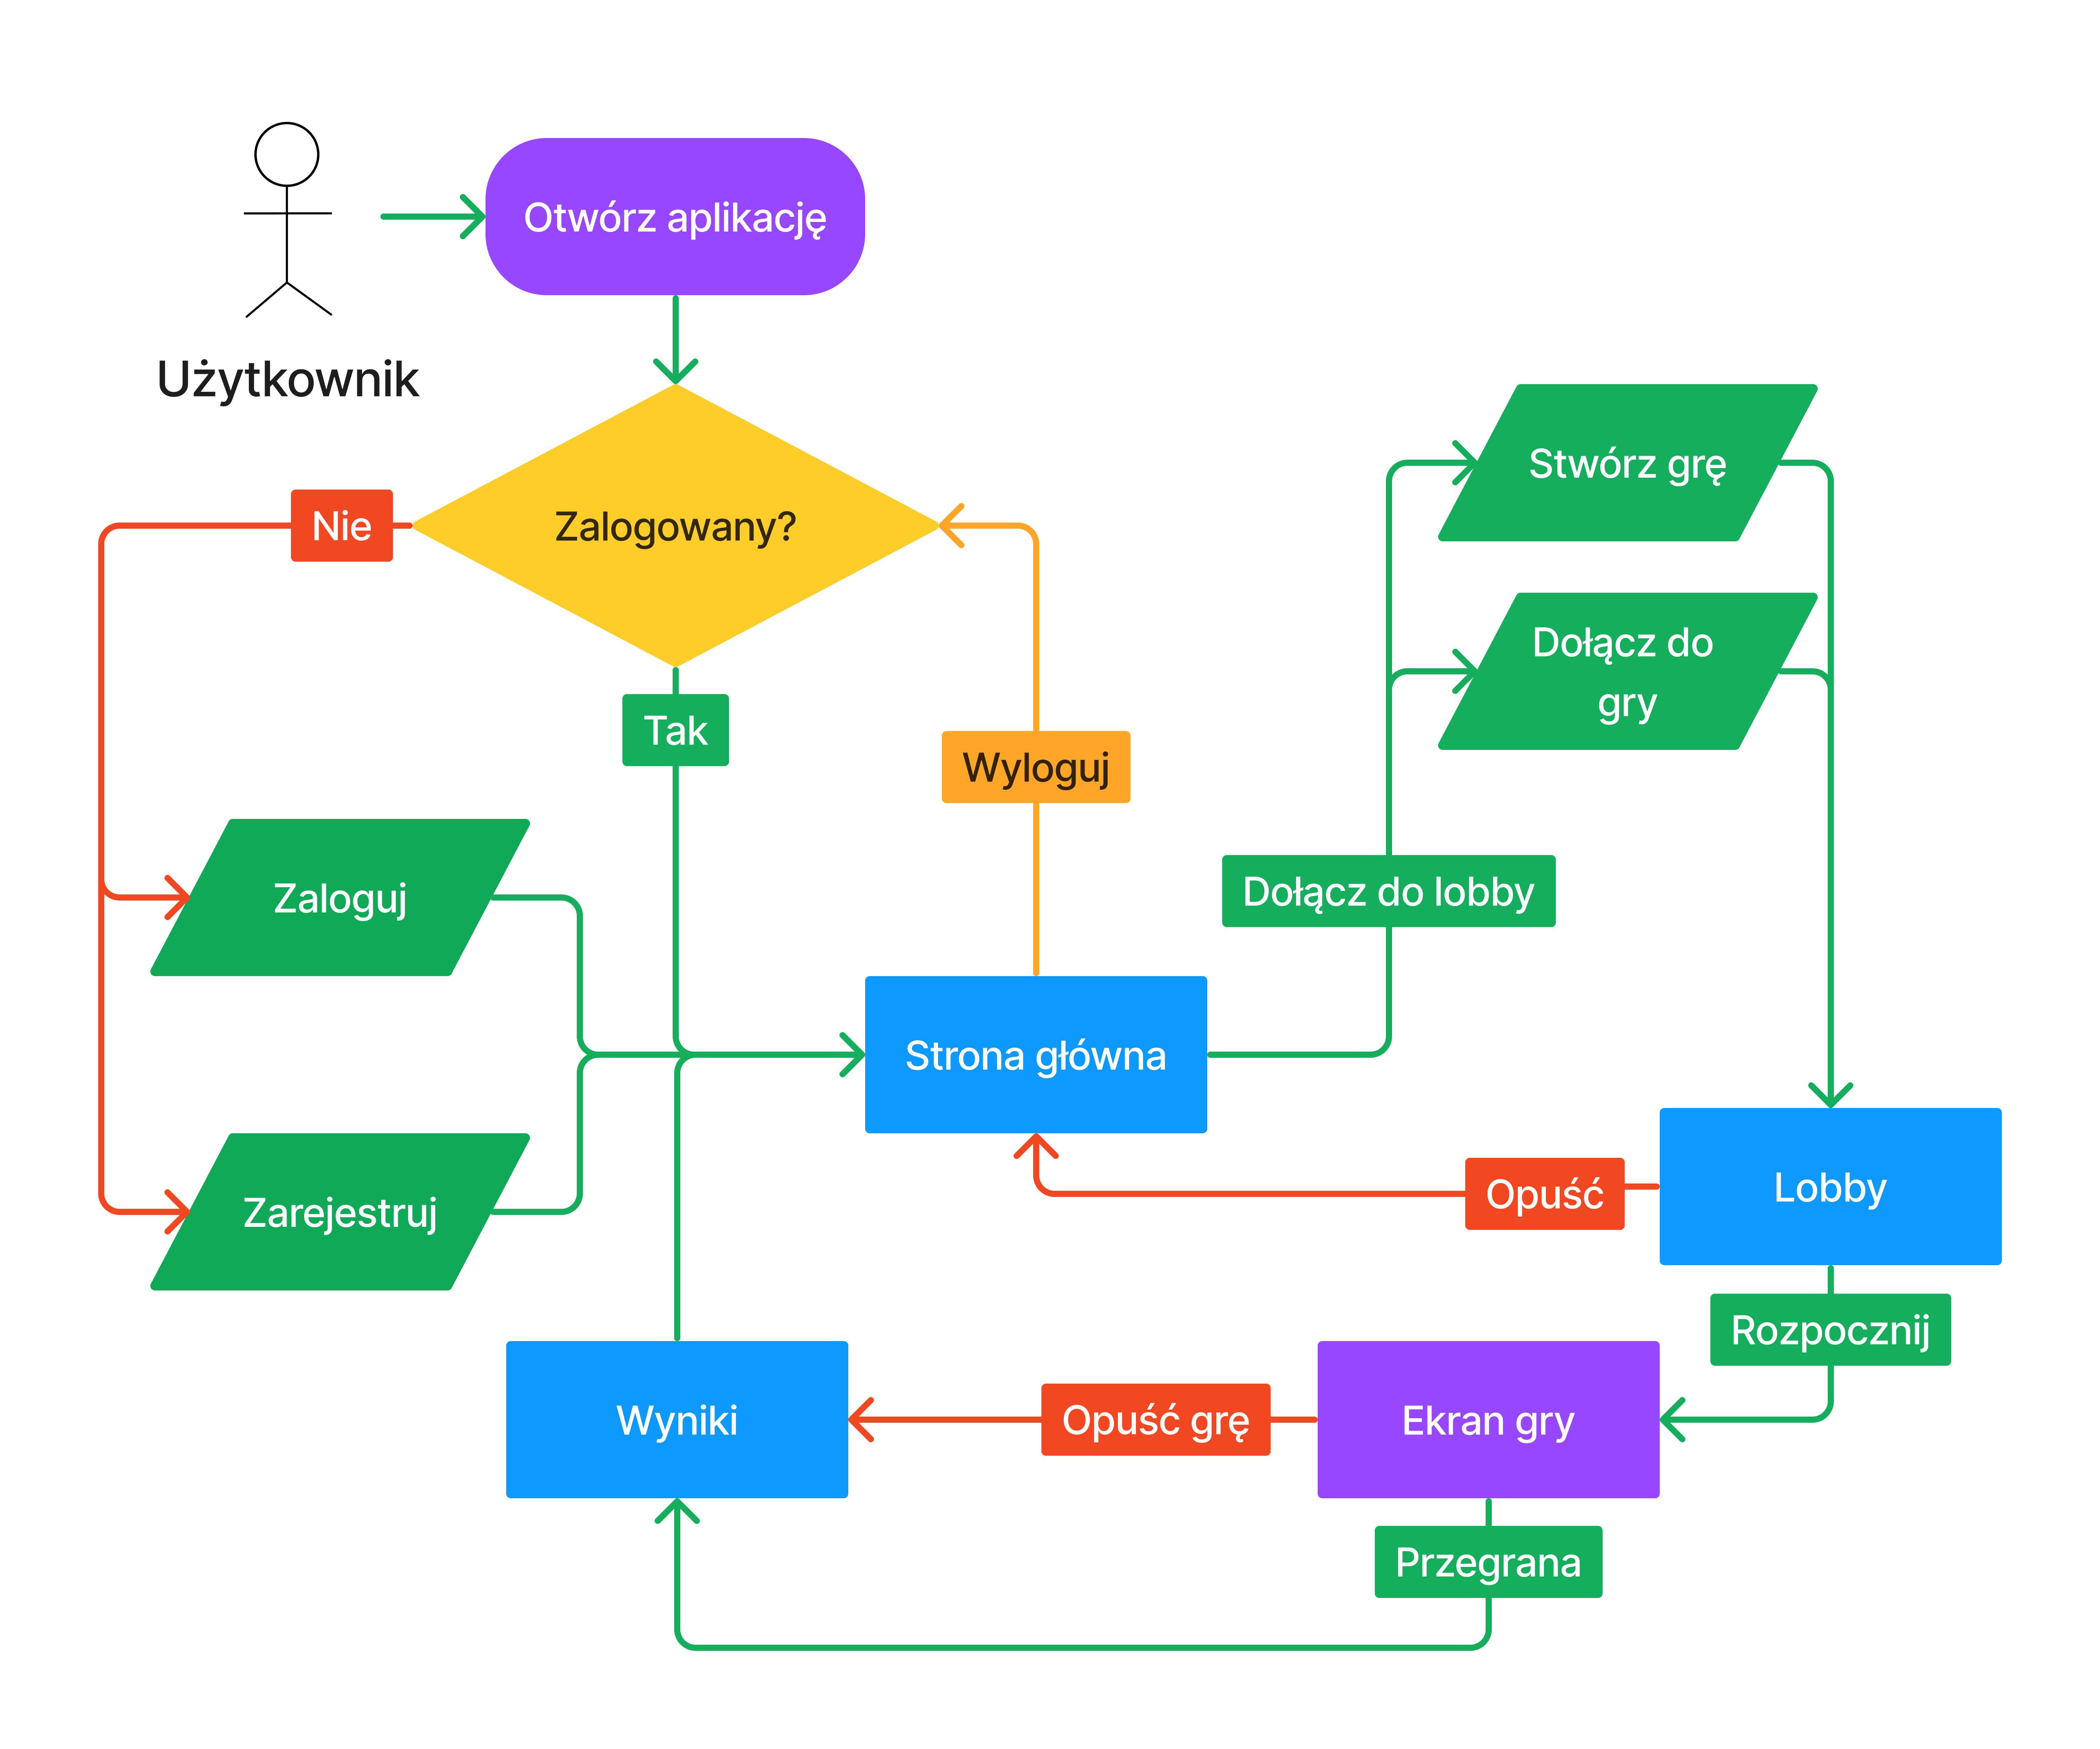 Otwórz aplikację
Użytkownik
Zalogowany?
Nie
Tak
Wyloguj
Stwórz grę
Dołącz do
gry
Zaloguj
Dołącz do lobby
Strona główna
Zarejestruj
Opuść
Lobby
Rozpocznij
Wyniki
Opuść grę
Ekran gry
Przegrana